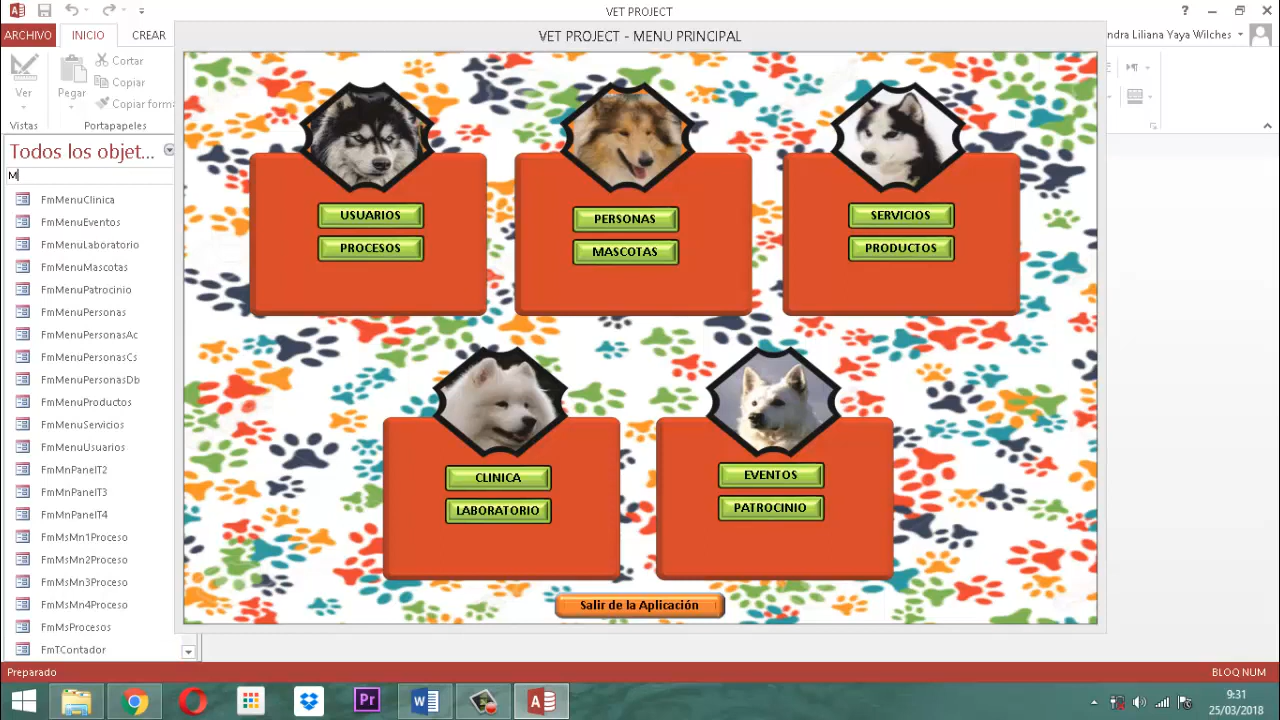 VET PROJECT
?
ARCHIVO
INICIO
CREAR
ndra Liliana Yaya Wilches
Ver
Pegar
Cortar
Copiar
Copiar forma
Vistas
Portapapeles
Todos los objet...
M
FmMenuClinica
FmMenuEventos
FmMenuLaboratorio
FmMenuMascotas
FmMenuPatrocinio
FmMenuPersonas
FmMenuPersonasAc
FmMenuPersonasCs
FmMenuPersonasDb
FmMenuProductos
FmMenuServicios
FmMenuUsuarios
FmMnPanelT2
FmMnPanelT3
FmMnPanelT4
FmMsMn1Proceso
FmMsMn2Proceso
FmMsMn3Proceso
FmMsMn4Proceso
FmMsProcesos
FmTContador
VET PROJECT - MENU PRINCIPAL
USUARIOS
PROCESOS
PERSONAS
MASCOTAS
SERVICIOS
PRODUCTOS
CLINICA
LABORATORIO
EVENTOS
PATROCINIO
Salir de la Aplicación
Preparado
BLOQ NUM
Pr
9:31
25/03/2018